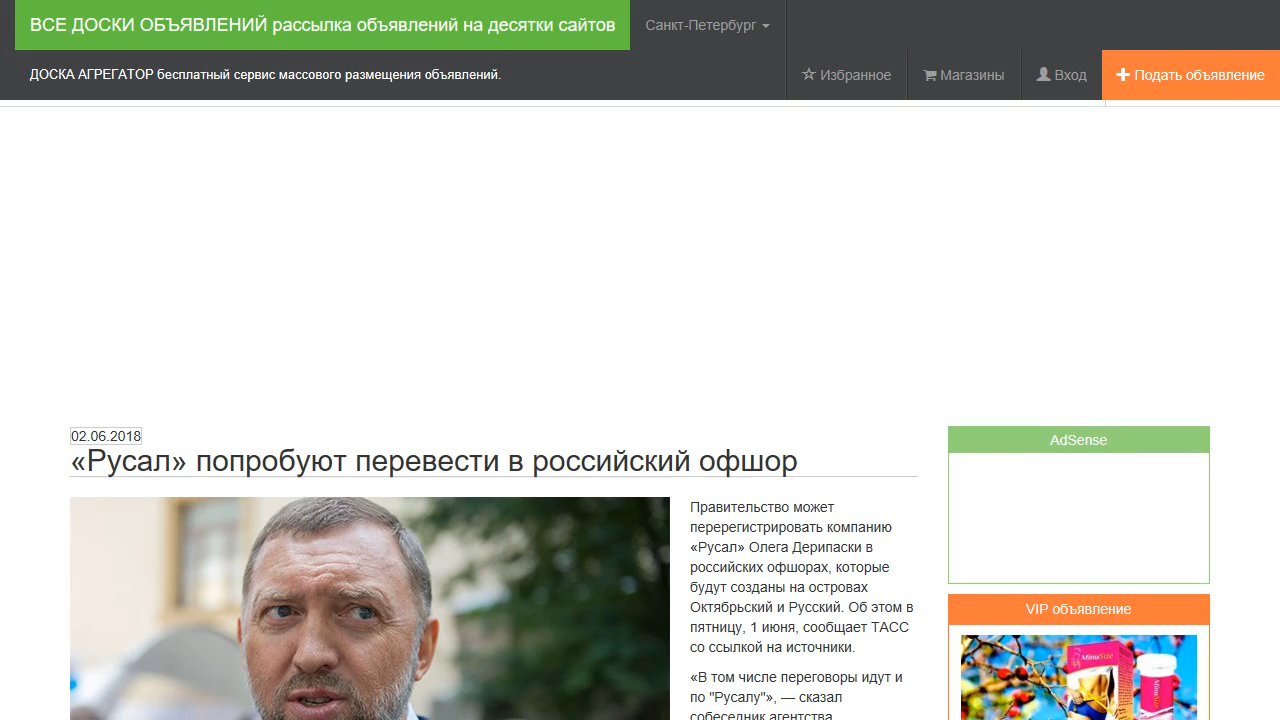 ВСЕ ДОСКИ ОБЪЯВЛЕНИЙ рассылка объявлений на десятки сайтов
Санкт-Петербург
ДОСКА АГРЕГАТОР бесплатный сервис массового размещения объявлений.
Избранное
Магазины
Вход
Подать объявление
02.06.2018
«Русал» попробуют перевести в российский офшор
Правительство может
перерегистрировать компанию
«Русал» Олега Дерипаски в
российских офшорах, которые
будут созданы на островах
Октябрьский и Русский. Об этом в
пятницу, 1 июня, сообщает ТАСС
со ссылкой на источники.
«В том числе переговоры идут и
по "Русалу"», — сказал
собеседник агентства.
AdSense
VIP объявление
MinuSize
MinuSize